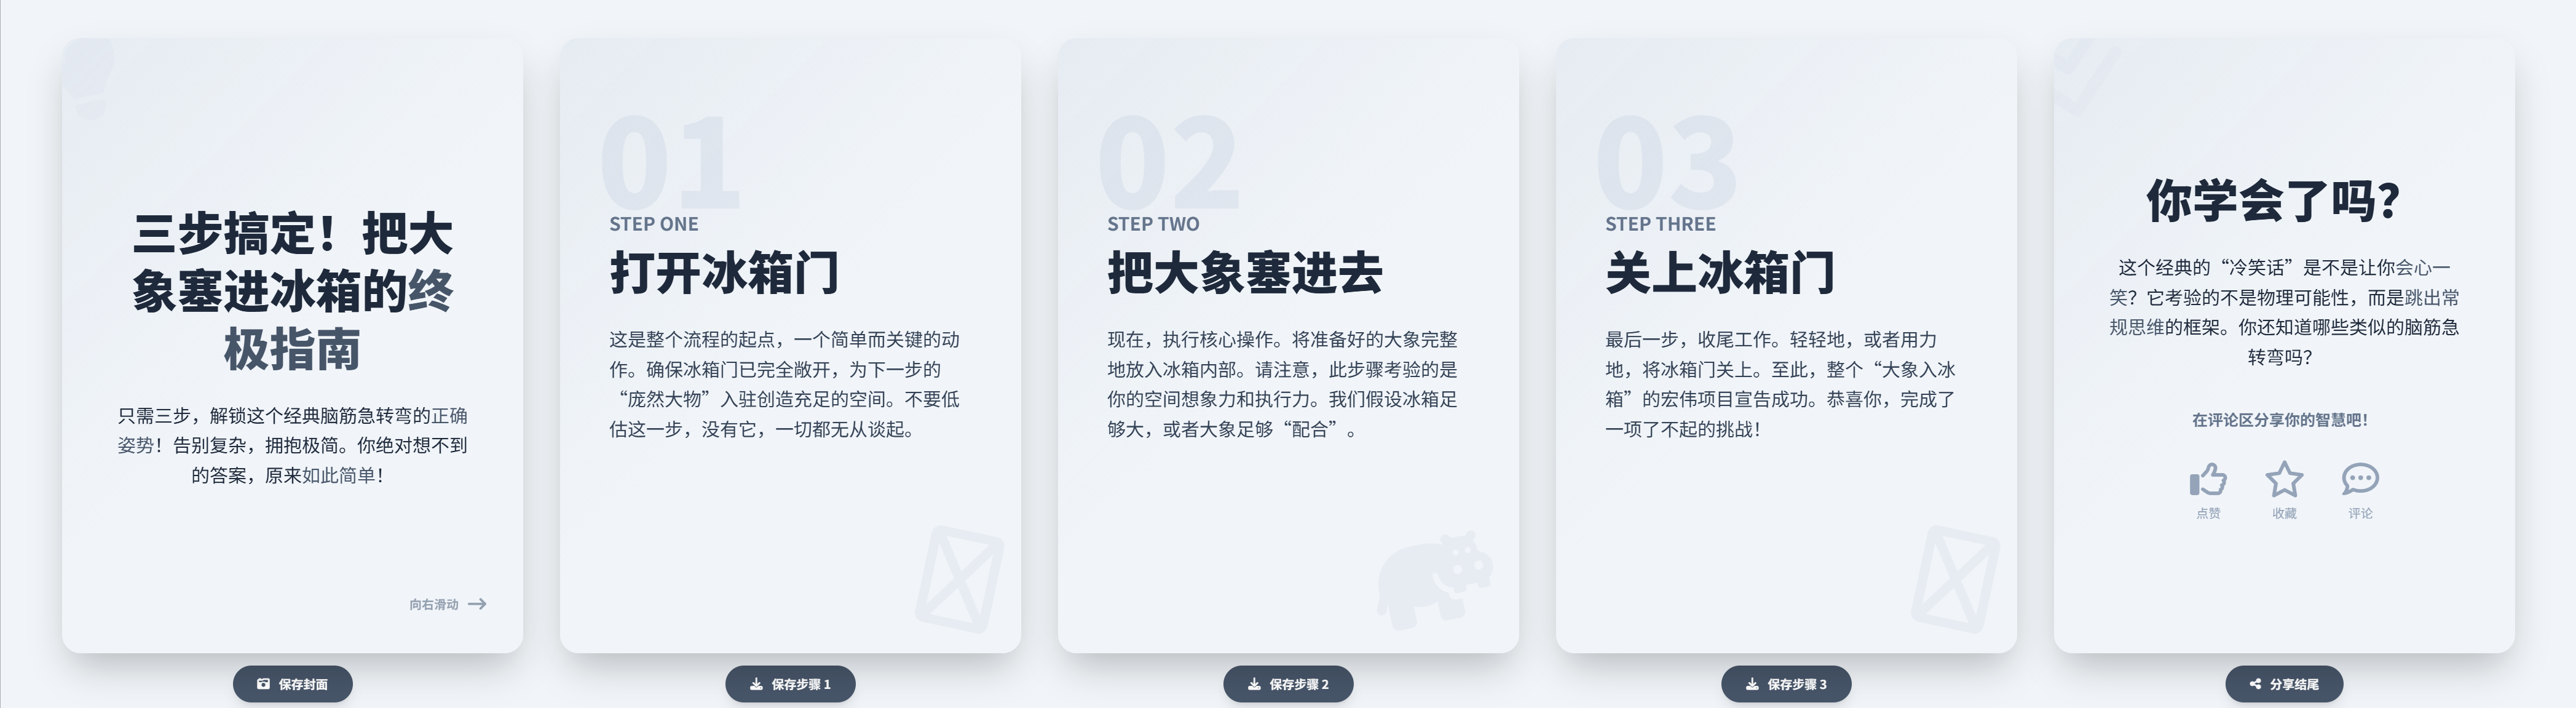 三步搞定！把大
象塞进冰箱的终
极指南
只需三步，解锁这个经典脑筋急转弯的正确
姿势！告别复杂，拥抱极简。你绝对想不到
的答案，原来如此简单！
向右滑动
保存封面
01
STEP ONE
打开冰箱门
这是整个流程的起点，一个简单而关键的动
作。确保冰箱门已完全敞开，为下一步的
“庞然大物”入驻创造充足的空间。不要低
估这一步，没有它，一切都无从谈起。
保存步骤 1
02
STEP TWO
把大象塞进去
现在，执行核心操作。将准备好的大象完整
地放入冰箱内部。请注意，此步骤考验的是
你的空间想象力和执行力。我们假设冰箱足
够大，或者大象足够“配合”。
保存步骤 2
03
STEP THREE
关上冰箱门
最后一步，收尾工作。轻轻地，或者用力
地，将冰箱门关上。至此，整个“大象入冰
箱”的宏伟项目宣告成功。恭喜你，完成了
一项了不起的挑战！
保存步骤 3
你学会了吗？
这个经典的“冷笑话”是不是让你会心一
笑？它考验的不是物理可能性，而是跳出常
规思维的框架。你还知道哪些类似的脑筋急
转弯吗？
在评论区分享你的智慧吧！
点赞
收藏
评论
分享结尾